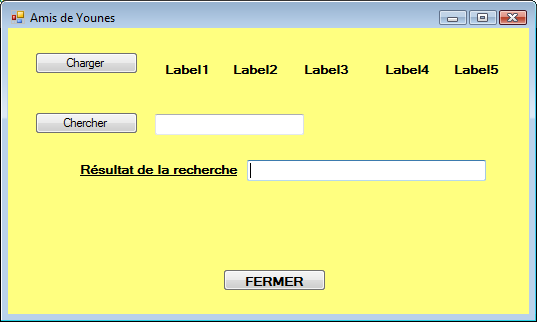 Amis de Younes
Charger Label1 Label2 Label3 Label4 Label5
Chercher
Résultat de la recherche
FERMER